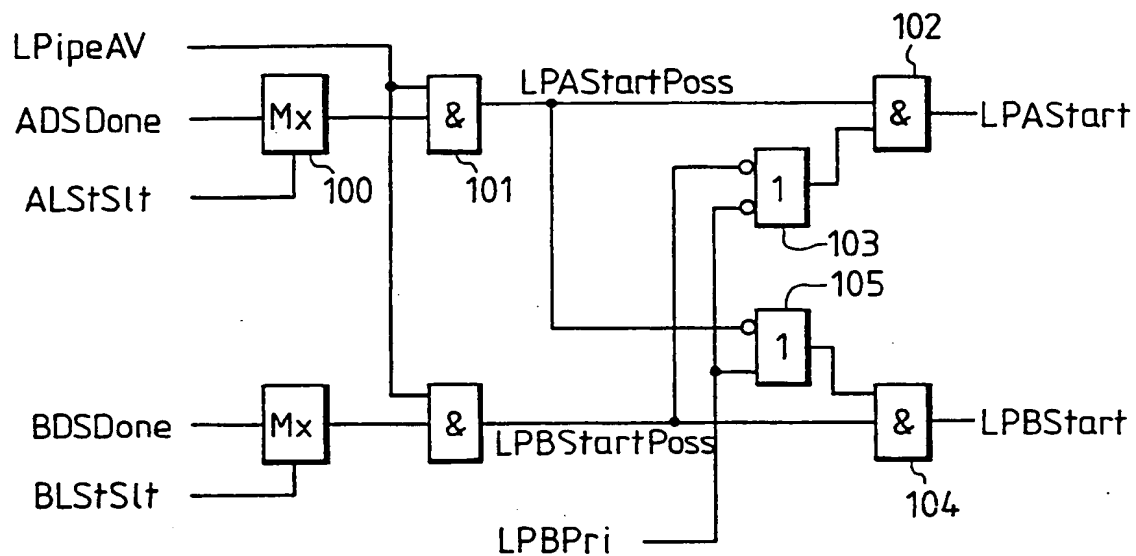 LPipeAV
102
LPAStartPoss
ADSDone
Mx
&
&
LPAStart
ALStSlt
100
101
1
103
105
1
BDSDone
Mx
&
&
LPBStart
LPBStartPoss
BLStSlt
104
LPBPri